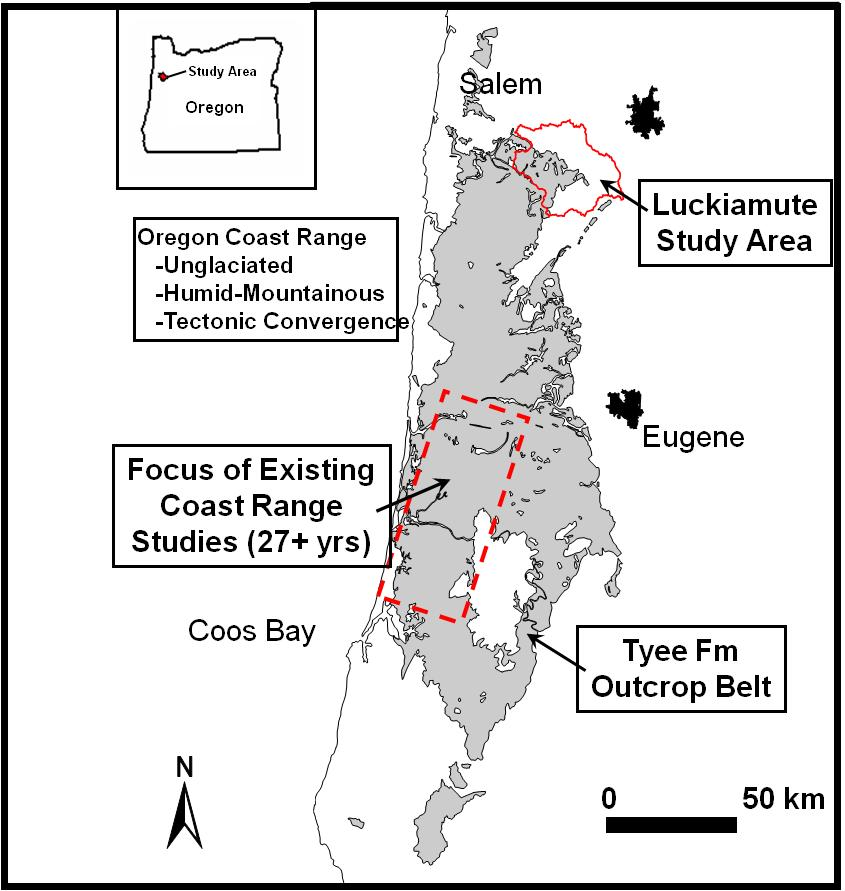 Study Area
Oregon
Salem
Luckiamute
Study Area
Oregon Coast Range
-Unglaciated
-Humid-Mountainous
-Tectonic Convergence
Eugene
Focus of Existing
Coast Range
Studies (27+ yrs)
Coos Bay
Tyee Fm
Outcrop Belt
N
0 50 km